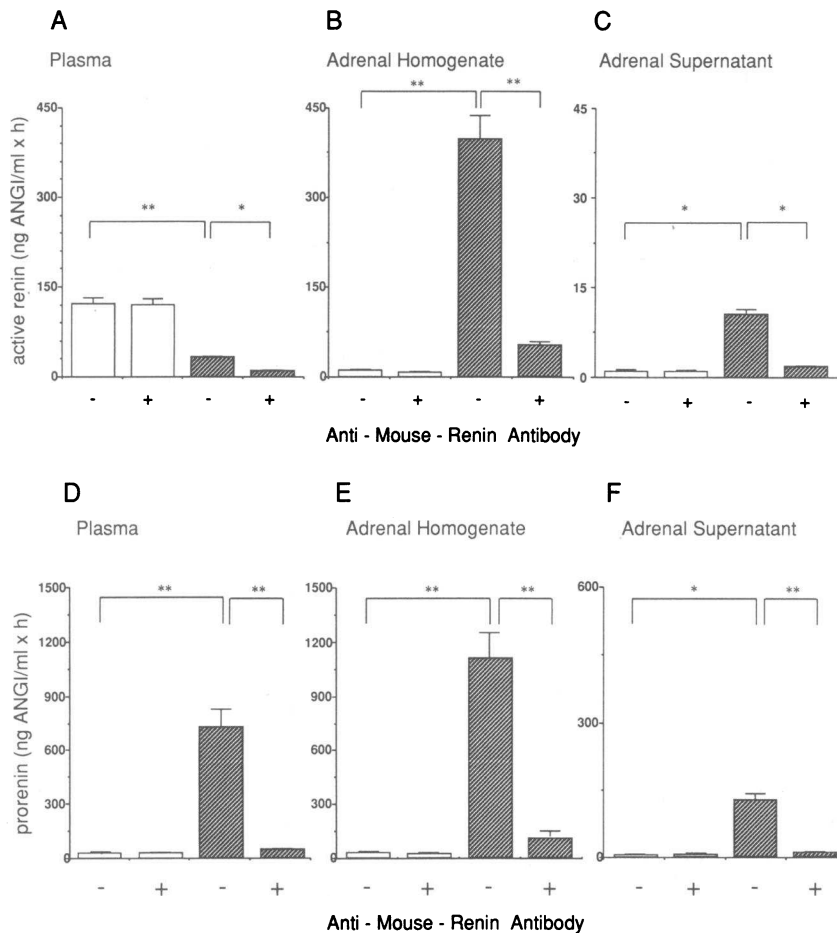 A
B
C
Plasma
Adrenal Homogenate
Adrenal Supernatant
active renin (ng ANGI/ml x h)
450
300
150
0
** *
- + - +
450
300
150
0
** **
- + - +
45
30
15
0
* *
- + - +
Anti - Mouse - Renin Antibody
D
E
F
Plasma
Adrenal Homogenate
Adrenal Supernatant
prorenin (ng ANGI/ml x h)
1500
1200
900
600
300
0
** **
- + - +
1500
1200
900
600
300
0
** **
- + - +
600
300
0
* **
- + - +
Anti - Mouse - Renin Antibody